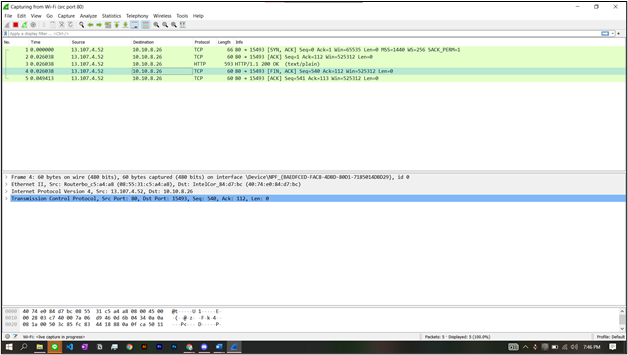 Capturing from Wi-Fi (src port 80)
File Edit View Go Capture Analyze Statistics Telephony Wireless Tools Help
Apply a display filter ... <Ctrl-/>
No. Time Source Destination Protocol Length Info
1 0.000000 13.107.4.52 10.10.8.26 TCP 66 80 → 15493 [SYN, ACK] Seq=0 Ack=1 Win=65535 Len=0 MSS=1440 WS=256 SACK_PERM=1
2 0.026038 13.107.4.52 10.10.8.26 TCP 60 80 → 15493 [ACK] Seq=1 Ack=112 Win=525312 Len=0
3 0.026038 13.107.4.52 10.10.8.26 HTTP 593 HTTP/1.1 200 OK (text/plain)
4 0.026038 13.107.4.52 10.10.8.26 TCP 60 80 → 15493 [FIN, ACK] Seq=540 Ack=112 Win=525312 Len=0
5 0.049413 13.107.4.52 10.10.8.26 TCP 60 80 → 15493 [ACK] Seq=541 Ack=113 Win=525312 Len=0
Frame 4: 60 bytes on wire (480 bits), 60 bytes captured (480 bits) on interface \Device\NPF_{BAEDFCED-FAC8-4DBD-80D1-7185014DBD29}, id 0
Ethernet II, Src: Routerbo_c5:a4:a8 (08:55:31:c5:a4:a8), Dst: IntelCor_84:d7:bc (40:74:e0:84:d7:bc)
Internet Protocol Version 4, Src: 13.107.4.52, Dst: 10.10.8.26
Transmission Control Protocol, Src Port: 80, Dst Port: 15493, Seq: 540, Ack: 112, Len: 0
0000 40 74 e0 84 d7 bc 08 55 31 c5 a4 a8 08 00 45 00
0010 00 28 03 c7 40 00 7a 06 d9 46 0d 6b 04 34 0a 0a
0020 08 1a 00 50 3c 85 fc 83 44 18 88 0a 0f ca 50 11
Wi-Fi: <live capture in progress>
Packets: 5 · Displayed: 5 (100.0%)
Profile: Default
7:46 PM